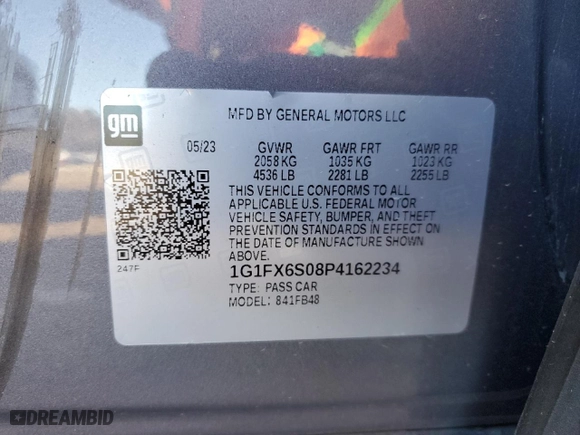 gm
MFD BY GENERAL MOTORS LLC
05/23 GVWR GAWR FRT GAWR RR
2058 KG 1035 KG 1023 KG
4536 LB 2281 LB 2255 LB
THIS VEHICLE CONFORMS TO ALL
APPLICABLE U.S. FEDERAL MOTOR
VEHICLE SAFETY, BUMPER, AND THEFT
PREVENTION STANDARDS IN EFFECT ON
THE DATE OF MANUFACTURE SHOWN
ABOVE.
247F
1G1FX6S08P4162234
TYPE: PASS CAR
MODEL: 841FB48
DREAMBID